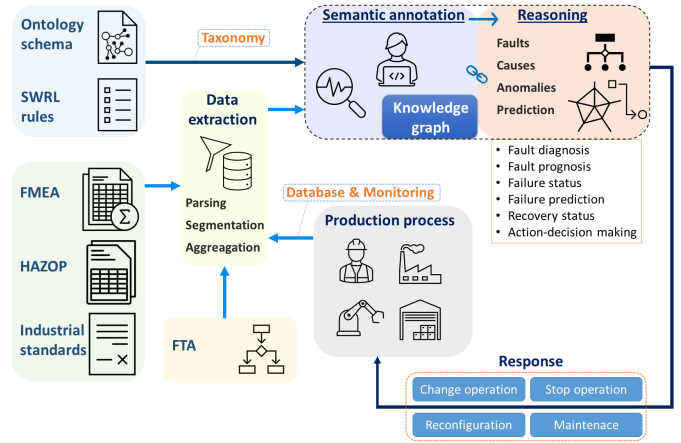 Ontology
schema
SWRL
rules
Taxonomy
Semantic annotation
Reasoning
Faults
Causes
Anomalies
Prediction
Knowledge
graph
Data
extraction
Parsing
Segmentation
Aggreagation
FMEA
HAZOP
Industrial
standards
FTA
Database & Monitoring
Production process
• Fault diagnosis
• Fault prognosis
• Failure status
• Failure prediction
• Recovery status
• Action-decision making
Response
Change operation
Stop operation
Reconfiguration
Maintenace